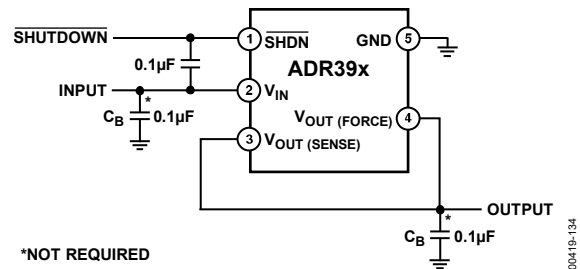 SHUTDOWN
1
SHDN
GND
5
0.1µF
ADR39x
INPUT
2
VIN
*
CB
0.1µF
VOUT (FORCE)
4
3
VOUT (SENSE)
OUTPUT
*
CB
0.1µF
*NOT REQUIRED
00419-134